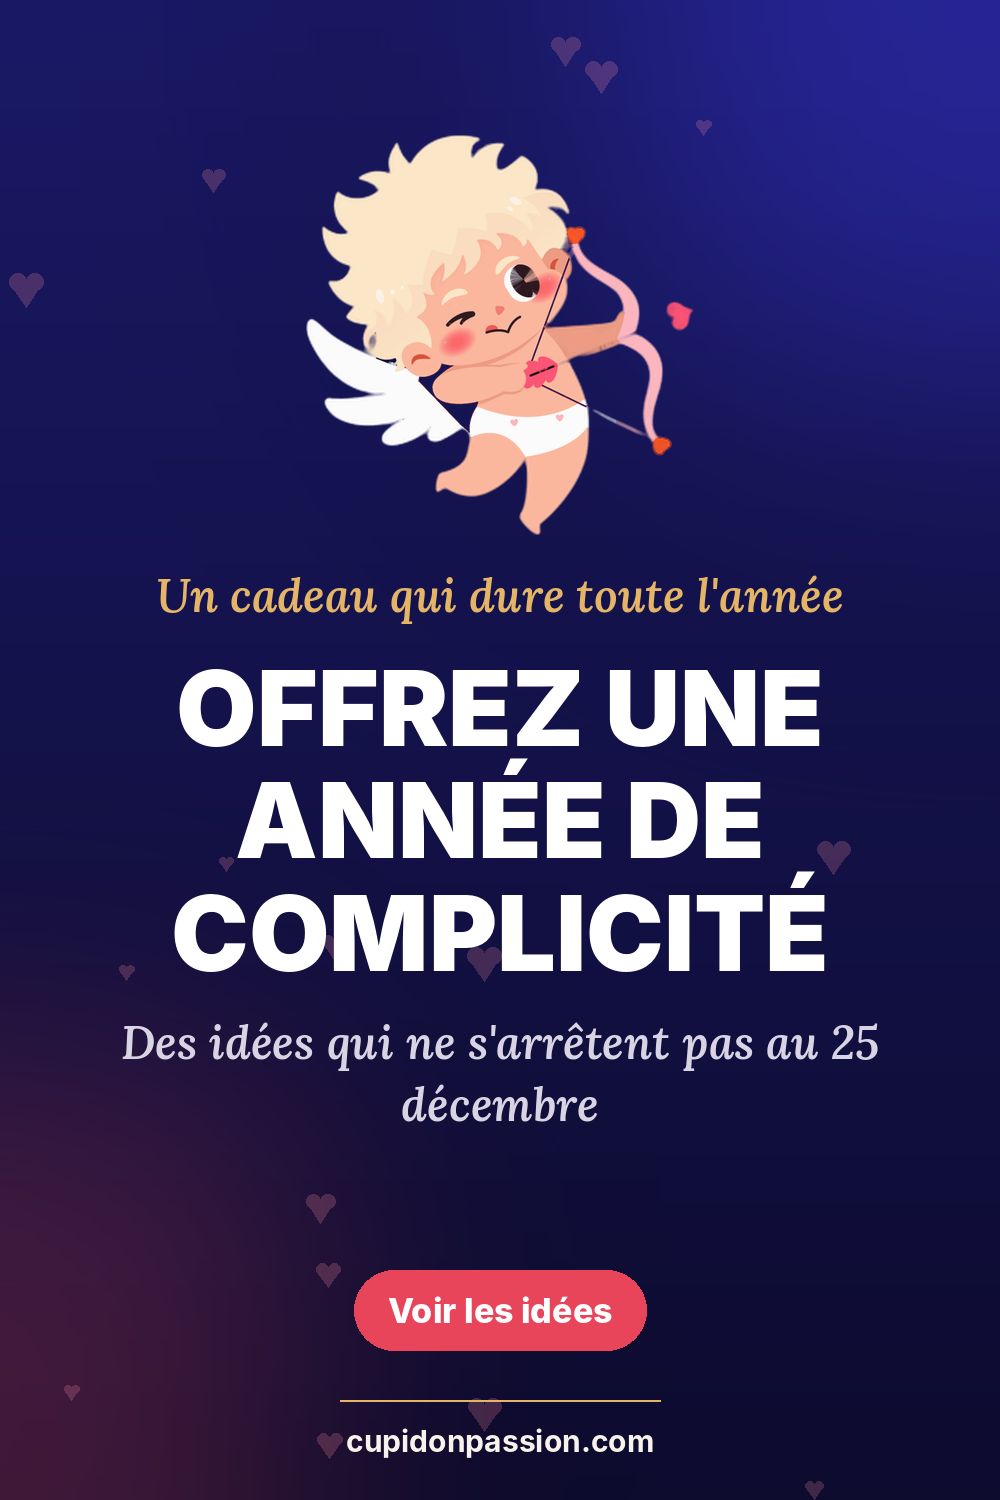 Un cadeau qui dure toute l'année
OFFREZ UNE
ANNÉE DE
COMPLICITÉ
Des idées qui ne s'arrêtent pas au 25
décembre
Voir les idées
cupidonpassion.com